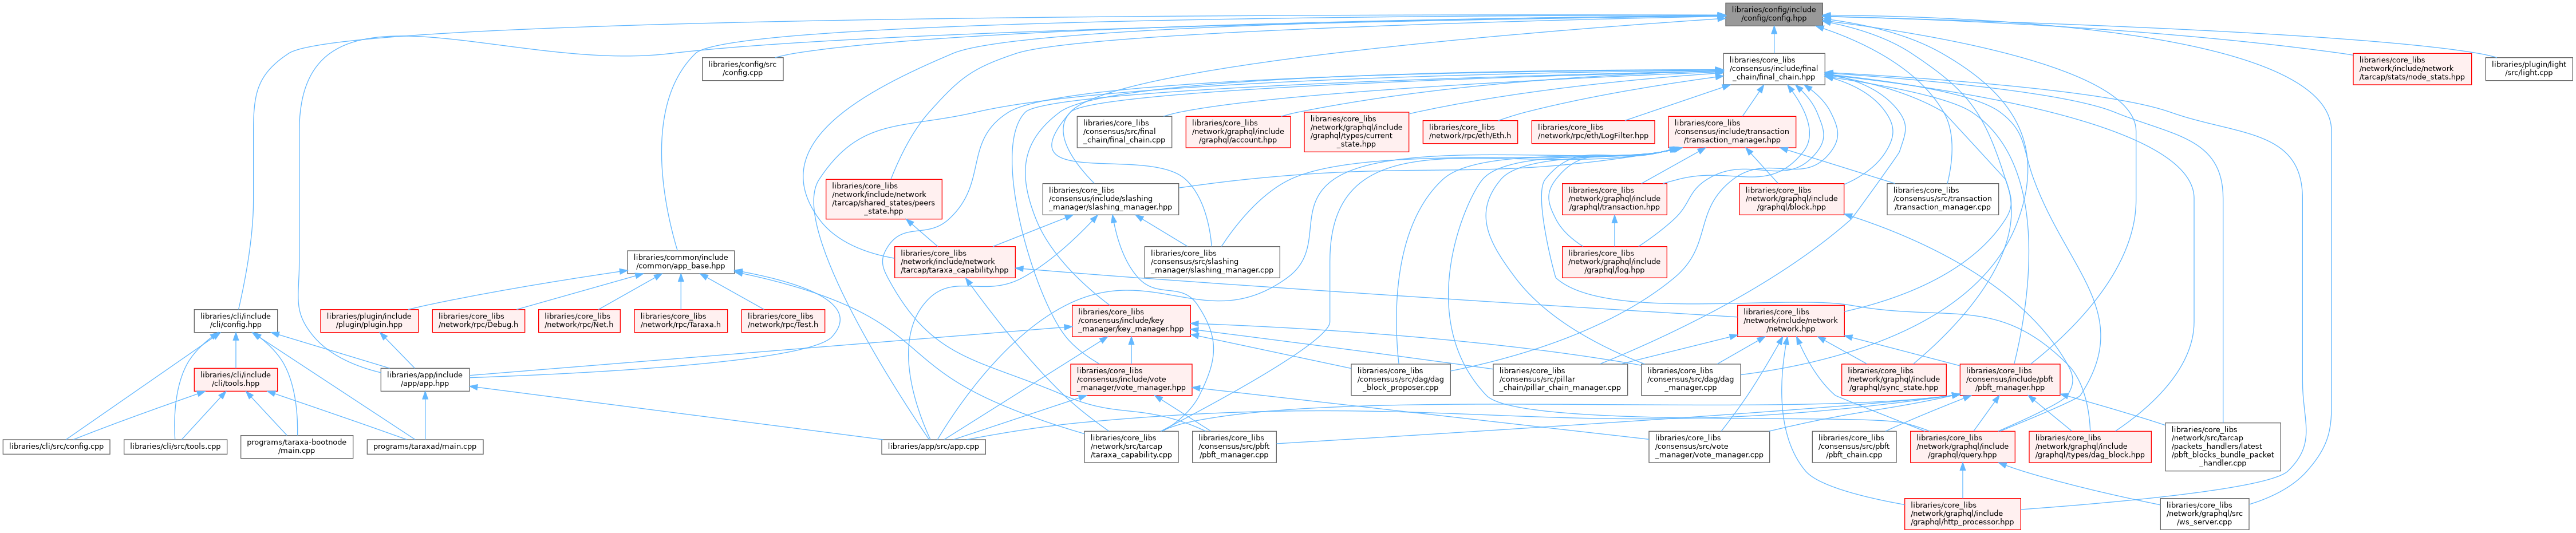 libraries/config/include
/config/config.hpp
libraries/config/src
/config.cpp
libraries/core_libs
/consensus/include/final
_chain/final_chain.hpp
libraries/core_libs
/network/include/network
/tarcap/stats/node_stats.hpp
libraries/plugin/light
/src/light.cpp
libraries/core_libs
/consensus/src/final
_chain/final_chain.cpp
libraries/core_libs
/network/graphql/include
/graphql/account.hpp
libraries/core_libs
/network/graphql/include
/graphql/types/current
_state.hpp
libraries/core_libs
/network/rpc/eth/Eth.h
libraries/core_libs
/network/rpc/eth/LogFilter.hpp
libraries/core_libs
/consensus/include/transaction
/transaction_manager.hpp
libraries/core_libs
/network/include/network
/tarcap/shared_states/peers
_state.hpp
libraries/core_libs
/consensus/include/slashing
_manager/slashing_manager.hpp
libraries/core_libs
/network/graphql/include
/graphql/transaction.hpp
libraries/core_libs
/network/graphql/include
/graphql/block.hpp
libraries/core_libs
/consensus/src/transaction
/transaction_manager.cpp
libraries/common/include
/common/app_base.hpp
libraries/core_libs
/network/include/network
/tarcap/taraxa_capability.hpp
libraries/core_libs
/consensus/src/slashing
_manager/slashing_manager.cpp
libraries/core_libs
/network/graphql/include
/graphql/log.hpp
libraries/cli/include
/cli/config.hpp
libraries/plugin/include
/plugin/plugin.hpp
libraries/core_libs
/network/rpc/Debug.h
libraries/core_libs
/network/rpc/Net.h
libraries/core_libs
/network/rpc/Taraxa.h
libraries/core_libs
/network/rpc/Test.h
libraries/core_libs
/consensus/include/key
_manager/key_manager.hpp
libraries/core_libs
/network/include/network
/network.hpp
libraries/cli/include
/cli/tools.hpp
libraries/app/include
/app/app.hpp
libraries/core_libs
/consensus/include/vote
_manager/vote_manager.hpp
libraries/core_libs
/consensus/src/dag/dag
_block_proposer.cpp
libraries/core_libs
/consensus/src/pillar
_chain/pillar_chain_manager.cpp
libraries/core_libs
/consensus/src/dag/dag
_manager.cpp
libraries/core_libs
/network/graphql/include
/graphql/sync_state.hpp
libraries/core_libs
/consensus/include/pbft
/pbft_manager.hpp
libraries/cli/src/config.cpp
libraries/cli/src/tools.cpp
programs/taraxa-bootnode
/main.cpp
programs/taraxad/main.cpp
libraries/app/src/app.cpp
libraries/core_libs
/network/src/tarcap
/taraxa_capability.cpp
libraries/core_libs
/consensus/src/pbft
/pbft_manager.cpp
libraries/core_libs
/consensus/src/vote
_manager/vote_manager.cpp
libraries/core_libs
/consensus/src/pbft
/pbft_chain.cpp
libraries/core_libs
/network/graphql/include
/graphql/query.hpp
libraries/core_libs
/network/graphql/include
/graphql/types/dag_block.hpp
libraries/core_libs
/network/src/tarcap
/packets_handlers/latest
/pbft_blocks_bundle_packet
_handler.cpp
libraries/core_libs
/network/graphql/include
/graphql/http_processor.hpp
libraries/core_libs
/network/graphql/src
/ws_server.cpp